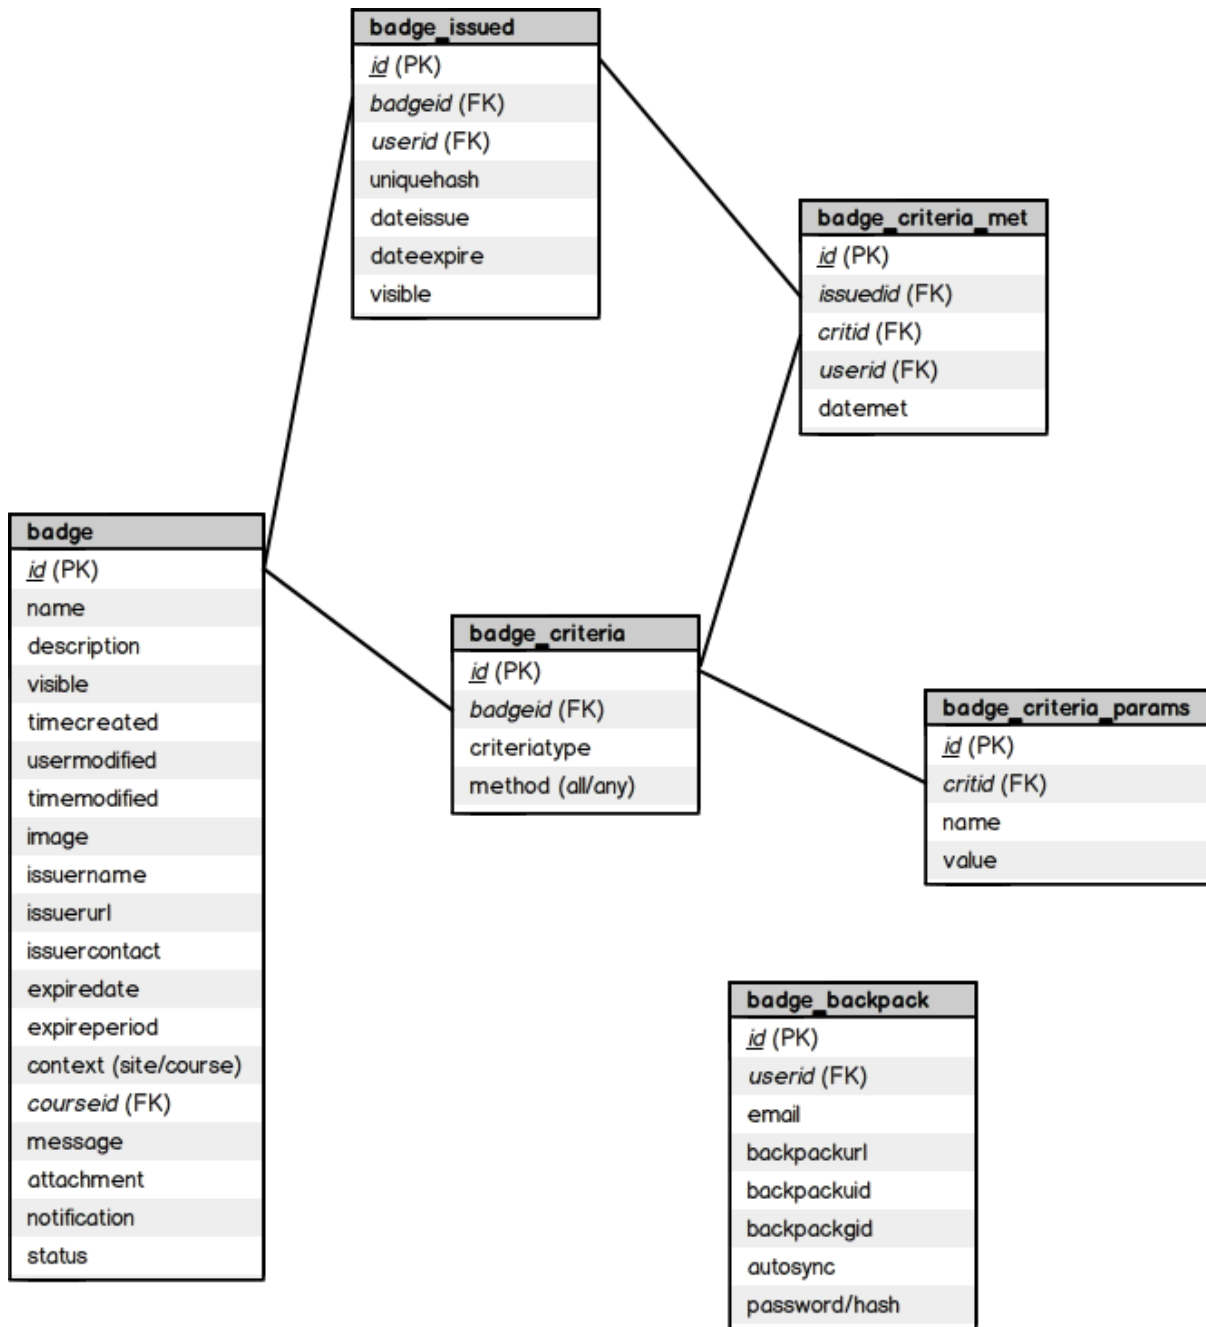 badge_issued
id (PK)
badgeid (FK)
userid (FK)
uniquehash
dateissue
dateexpire
visible
badge_criteria_met
id (PK)
issuedid (FK)
critid (FK)
userid (FK)
datemet
badge
id (PK)
name
description
visible
timecreated
usermodified
timemodified
image
issuername
issuerurl
issuercontact
expiredate
expireperiod
context (site/course)
courseid (FK)
message
attachment
notification
status
badge_criteria
id (PK)
badgeid (FK)
criteriatype
method (all/any)
badge_criteria_params
id (PK)
critid (FK)
name
value
badge_backpack
id (PK)
userid (FK)
email
backpackurl
backpackuid
backpackgid
autosync
password/hash